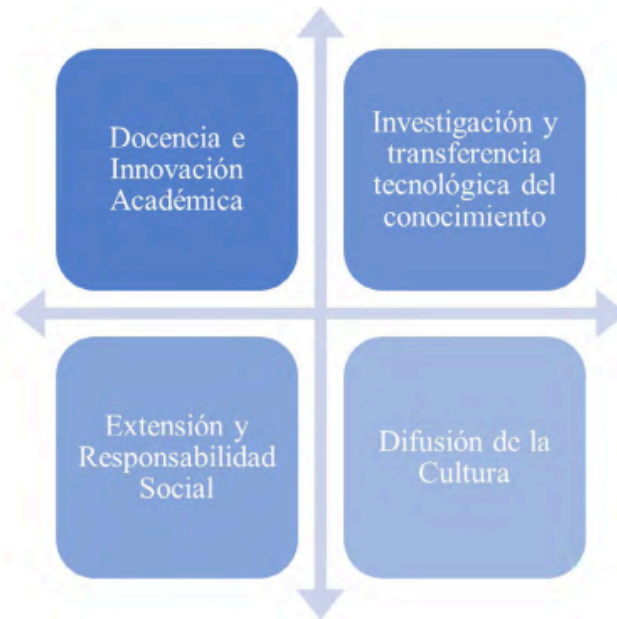 Docencia e
Innovación
Académica
Investigación y
transferencia
tecnológica del
conocimiento
Extensión y
Responsabilidad
Social
Difusión de la
Cultura